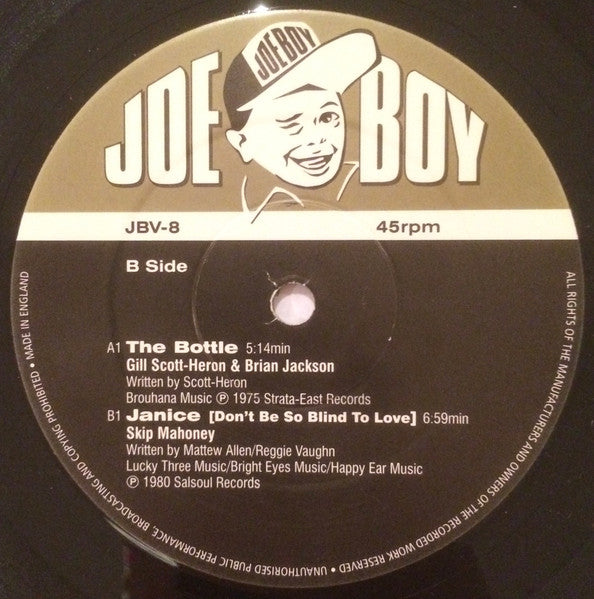 JOE BOY
JOEBOY
JBV-8 45rpm
B Side
A1 The Bottle 5:14min
Gill Scott-Heron & Brian Jackson
Written by Scott-Heron
Brouhana Music ℗ 1975 Strata-East Records
B1 Janice [Don't Be So Blind To Love] 6:59min
Skip Mahoney
Written by Mattew Allen/Reggie Vaughn
Lucky Three Music/Bright Eyes Music/Happy Ear Music
℗ 1980 Salsoul Records
ALL RIGHTS OF THE MANUFACTURERS AND OWNERS OF THE RECORDED WORK RESERVED • UNAUTHORISED PUBLIC PERFORMANCE, BROADCASTING AND COPYING PROHIBITED • MADE IN ENGLAND